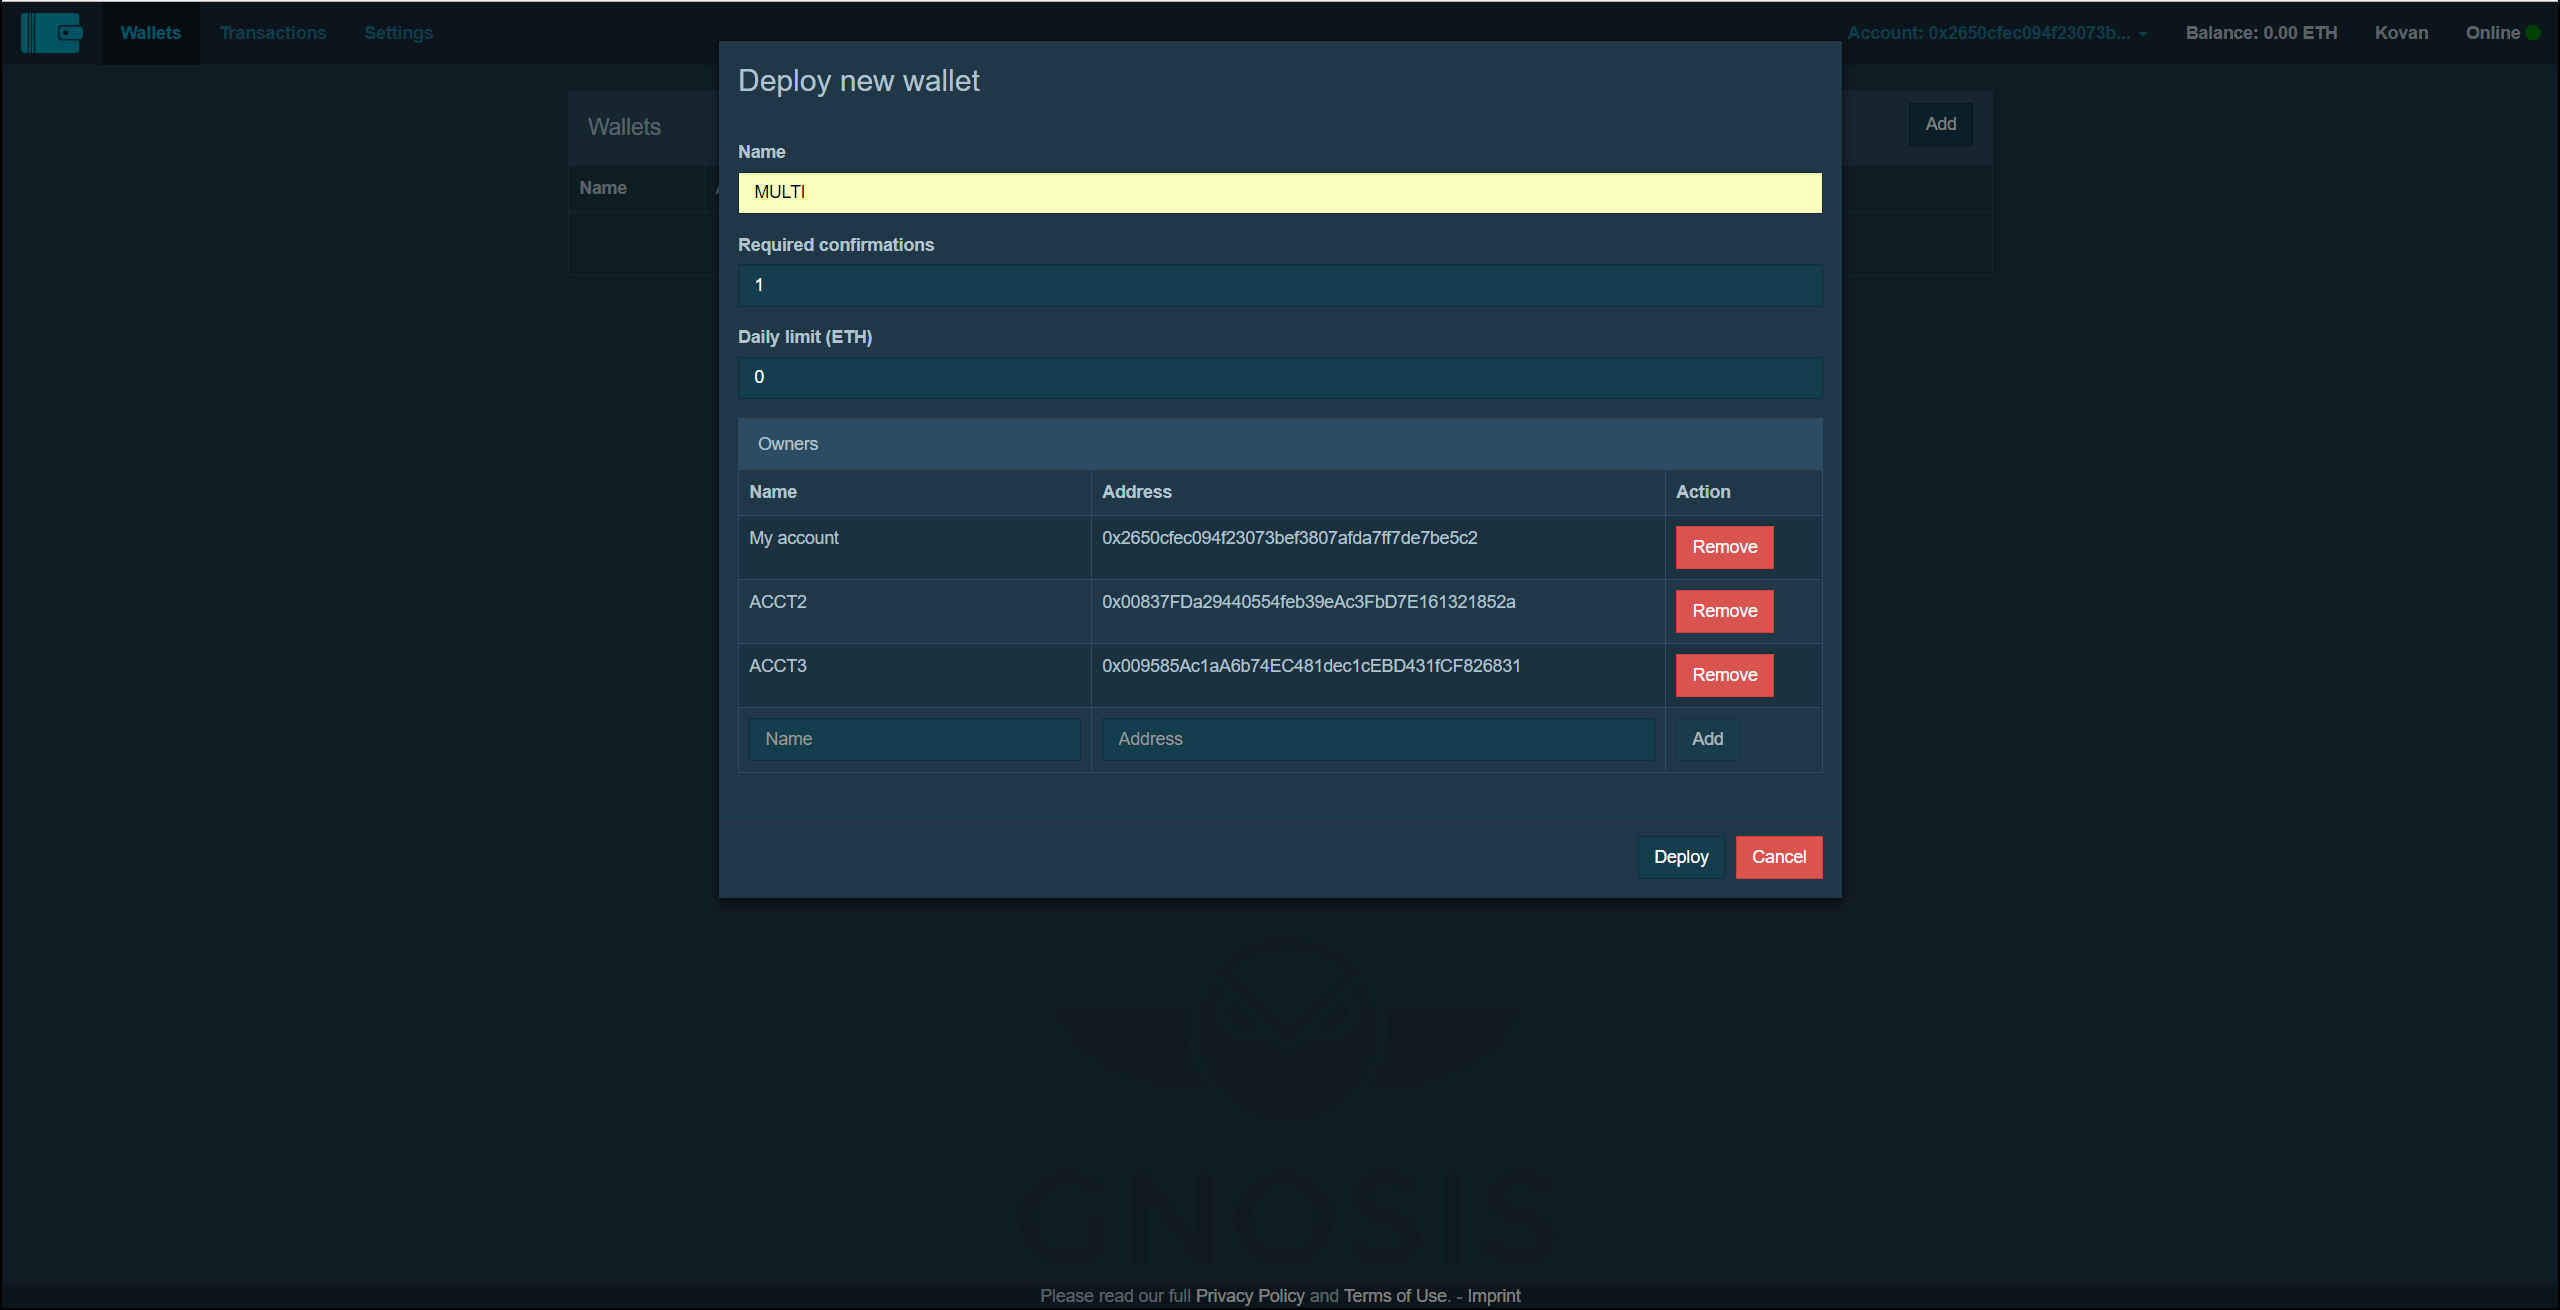 Wallets Transactions Settings Account: 0x2650cfec094f23073b... Balance: 0.00 ETH Kovan Online
Wallets
Add
Name
Deploy new wallet
Name
MULTI
Required confirmations
1
Daily limit (ETH)
0
Owners
Name Address Action
My account 0x2650cfec094f23073bef3807afda7ff7de7be5c2 Remove
ACCT2 0x00837FDa29440554feb39eAc3FbD7E161321852a Remove
ACCT3 0x009585Ac1aA6b74EC481dec1cEBD431fCF826831 Remove
Name Address Add
Deploy Cancel
GNOSIS
Please read our full Privacy Policy and Terms of Use. - Imprint